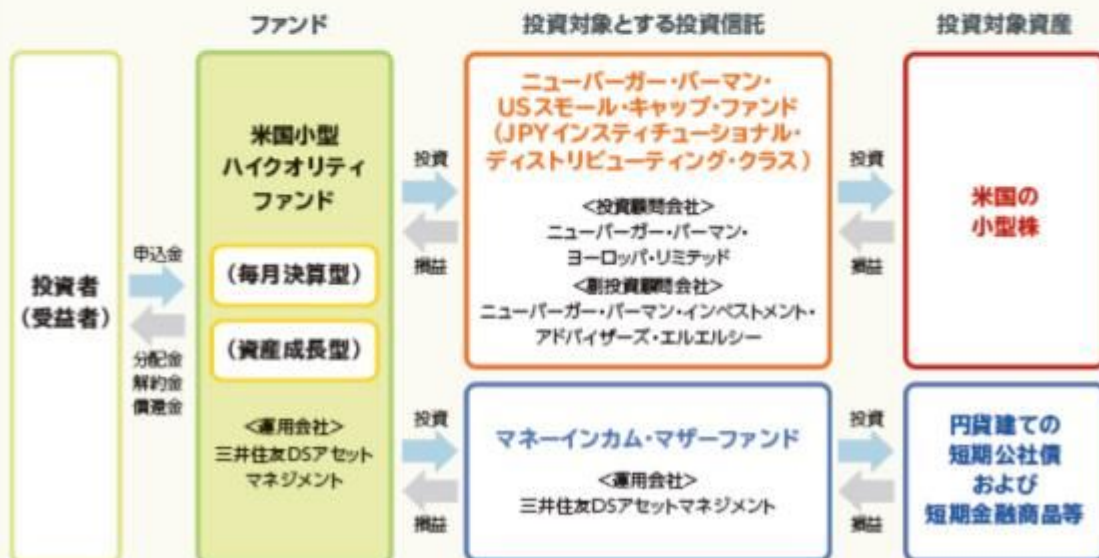 ファンド
投資対象とする投資信託
投資対象資産
投資者
(受益者)
申込金
分配金
解約金
償還金
米国小型
ハイクオリティ
ファンド
(毎月決算型)
(資産成長型)
<運用会社>
三井住友DSアセット
マネジメント
投資
損益
投資
損益
ニューバーガー・バーマン・
USスモール・キャップ・ファンド
(JPYインスティチューショナル・
ディストリビューティング・クラス)
<投資顧問会社>
ニューバーガー・バーマン・
ヨーロッパ・リミテッド
<副投資顧問会社>
ニューバーガー・バーマン・インベストメント・
アドバイザーズ・エルエルシー
マネーインカム・マザーファンド
<運用会社>
三井住友DSアセットマネジメント
投資
損益
投資
損益
米国の
小型株
円貨建ての
短期公社債
および
短期金融商品等